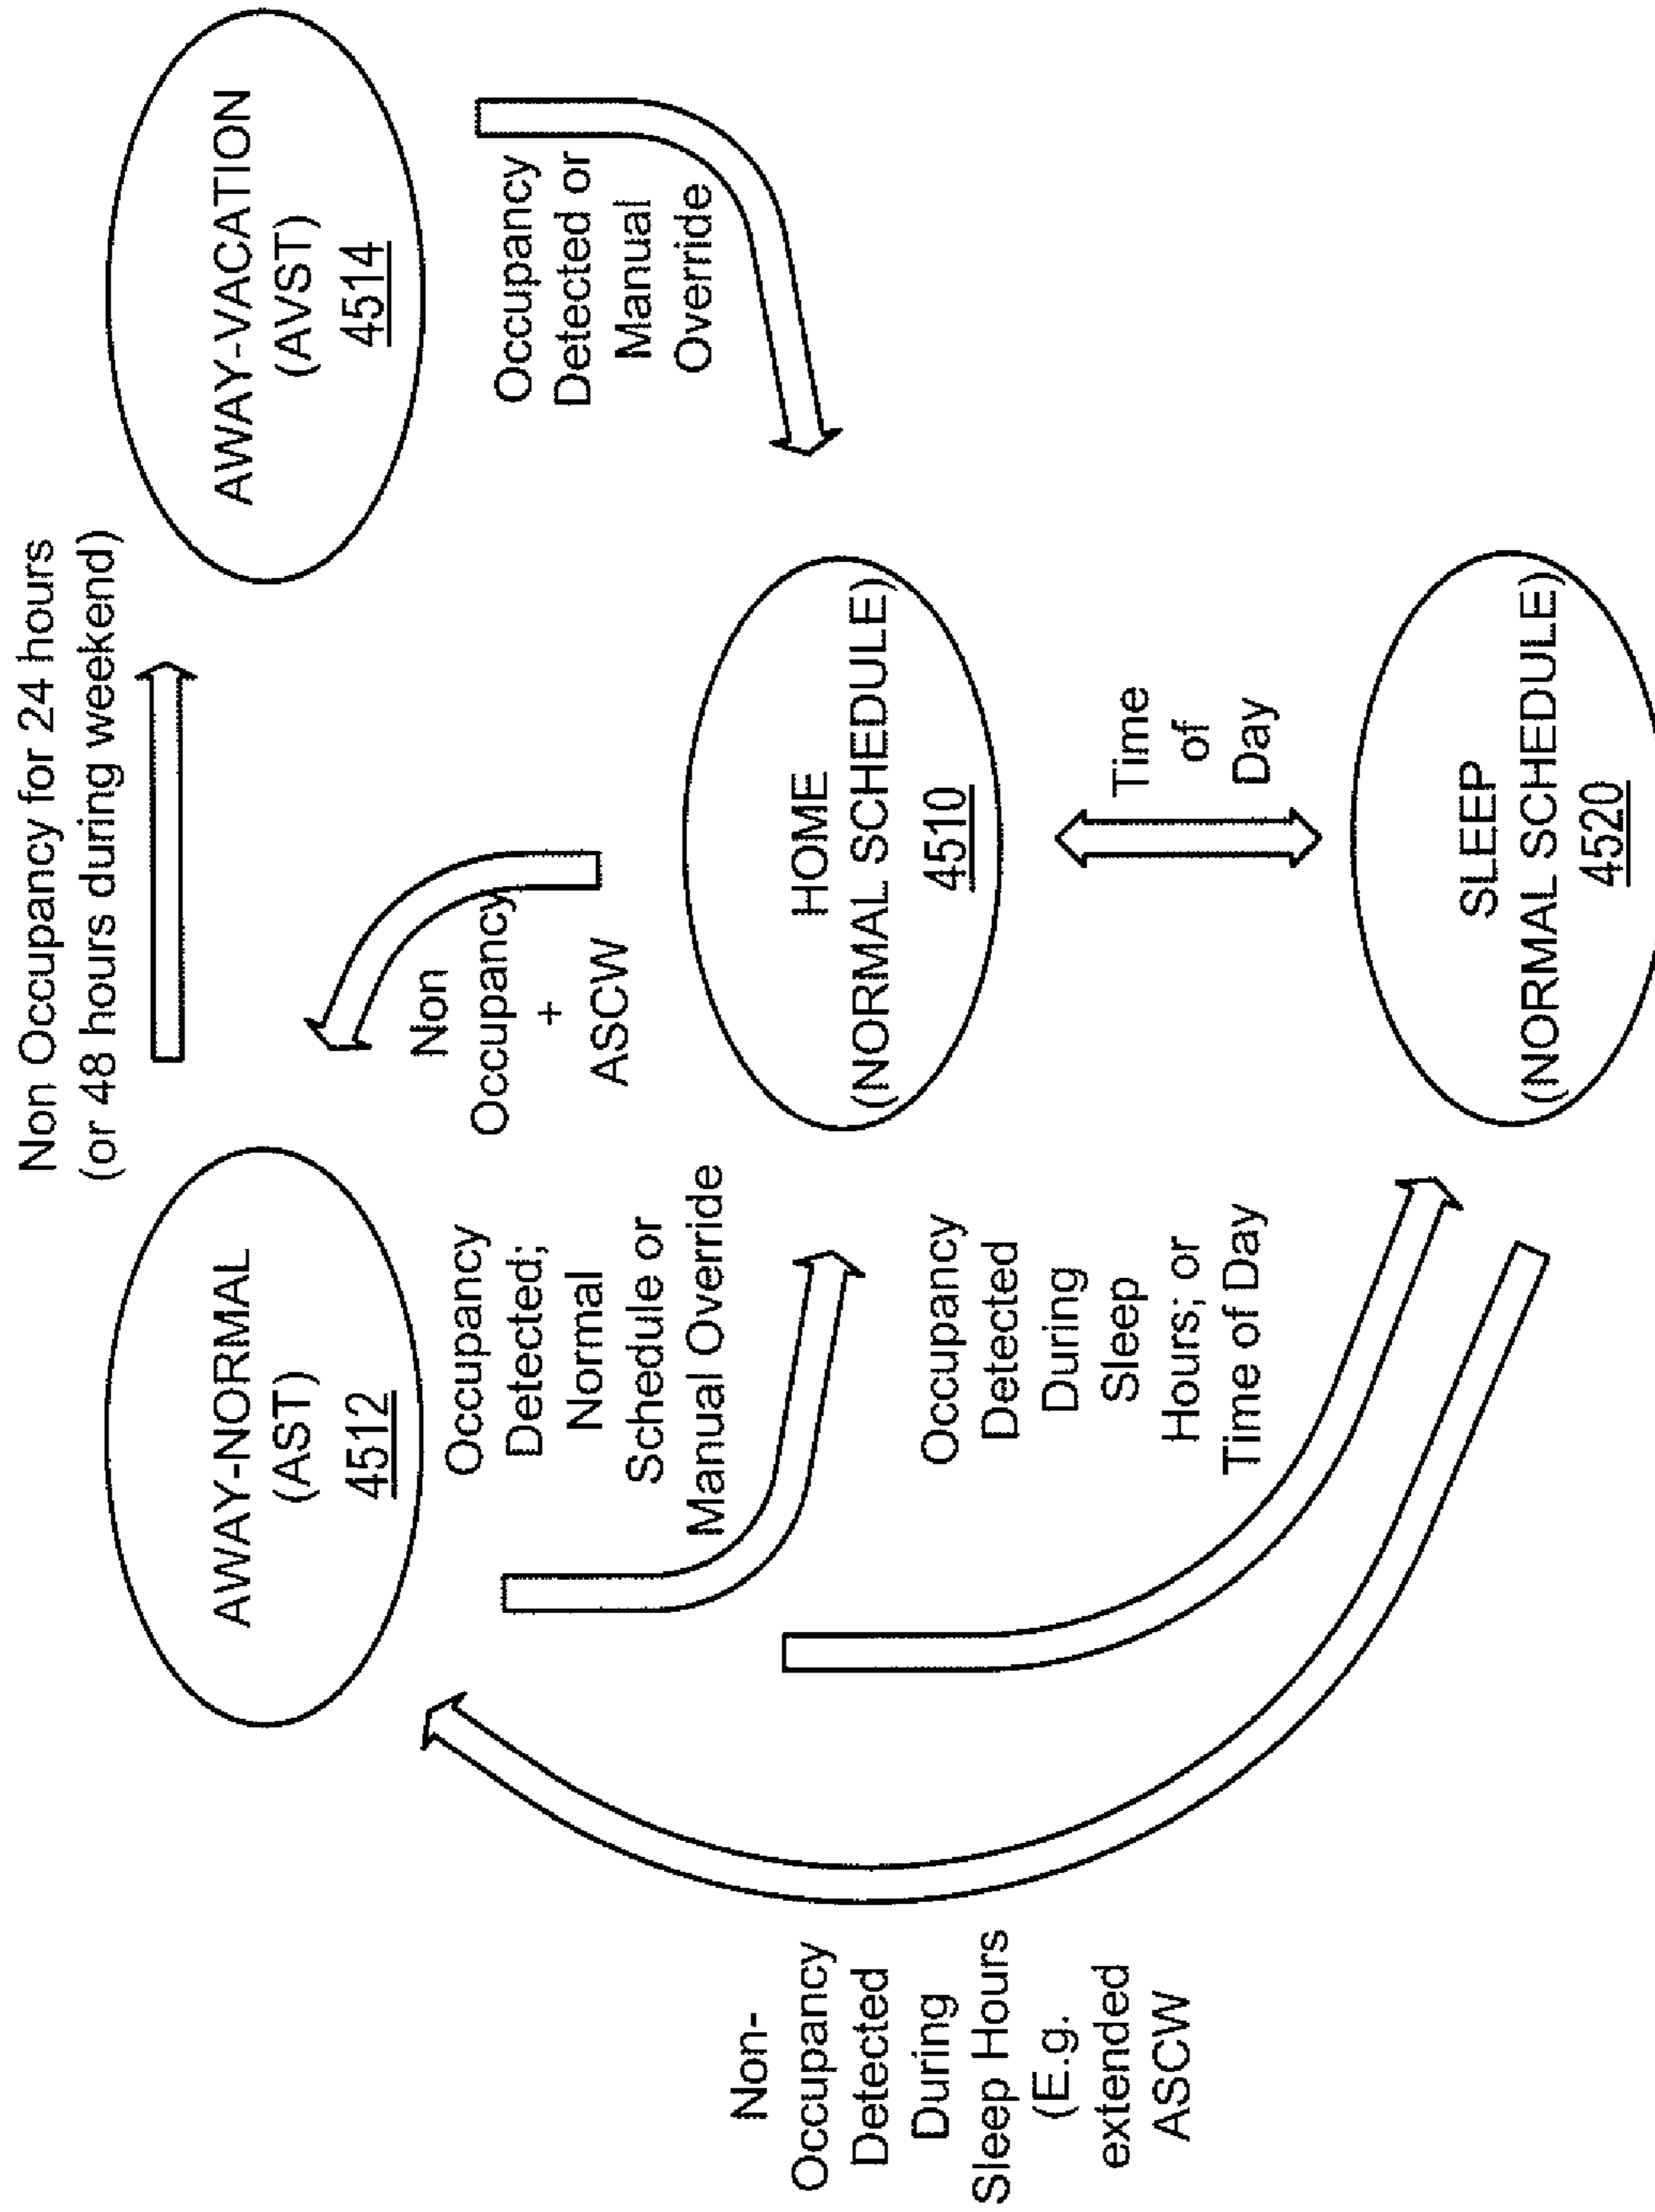 Non Occupancy for 24 hours
(or 48 hours during weekend)
AWAY-NORMAL
(AST)
4512
AWAY-VACATION
(AVST)
4514
Occupancy
Detected;
Normal
Schedule or
Manual Override
Non
Occupancy
+
ASCW
Occupancy
Detected or
Manual
Override
HOME
(NORMAL SCHEDULE)
4510
Non-
Occupancy
Detected
During
Sleep Hours
(E.g.
extended
ASCW
Occupancy
Detected
During
Sleep
Hours; or
Time of Day
Time
of
Day
SLEEP
(NORMAL SCHEDULE)
4520